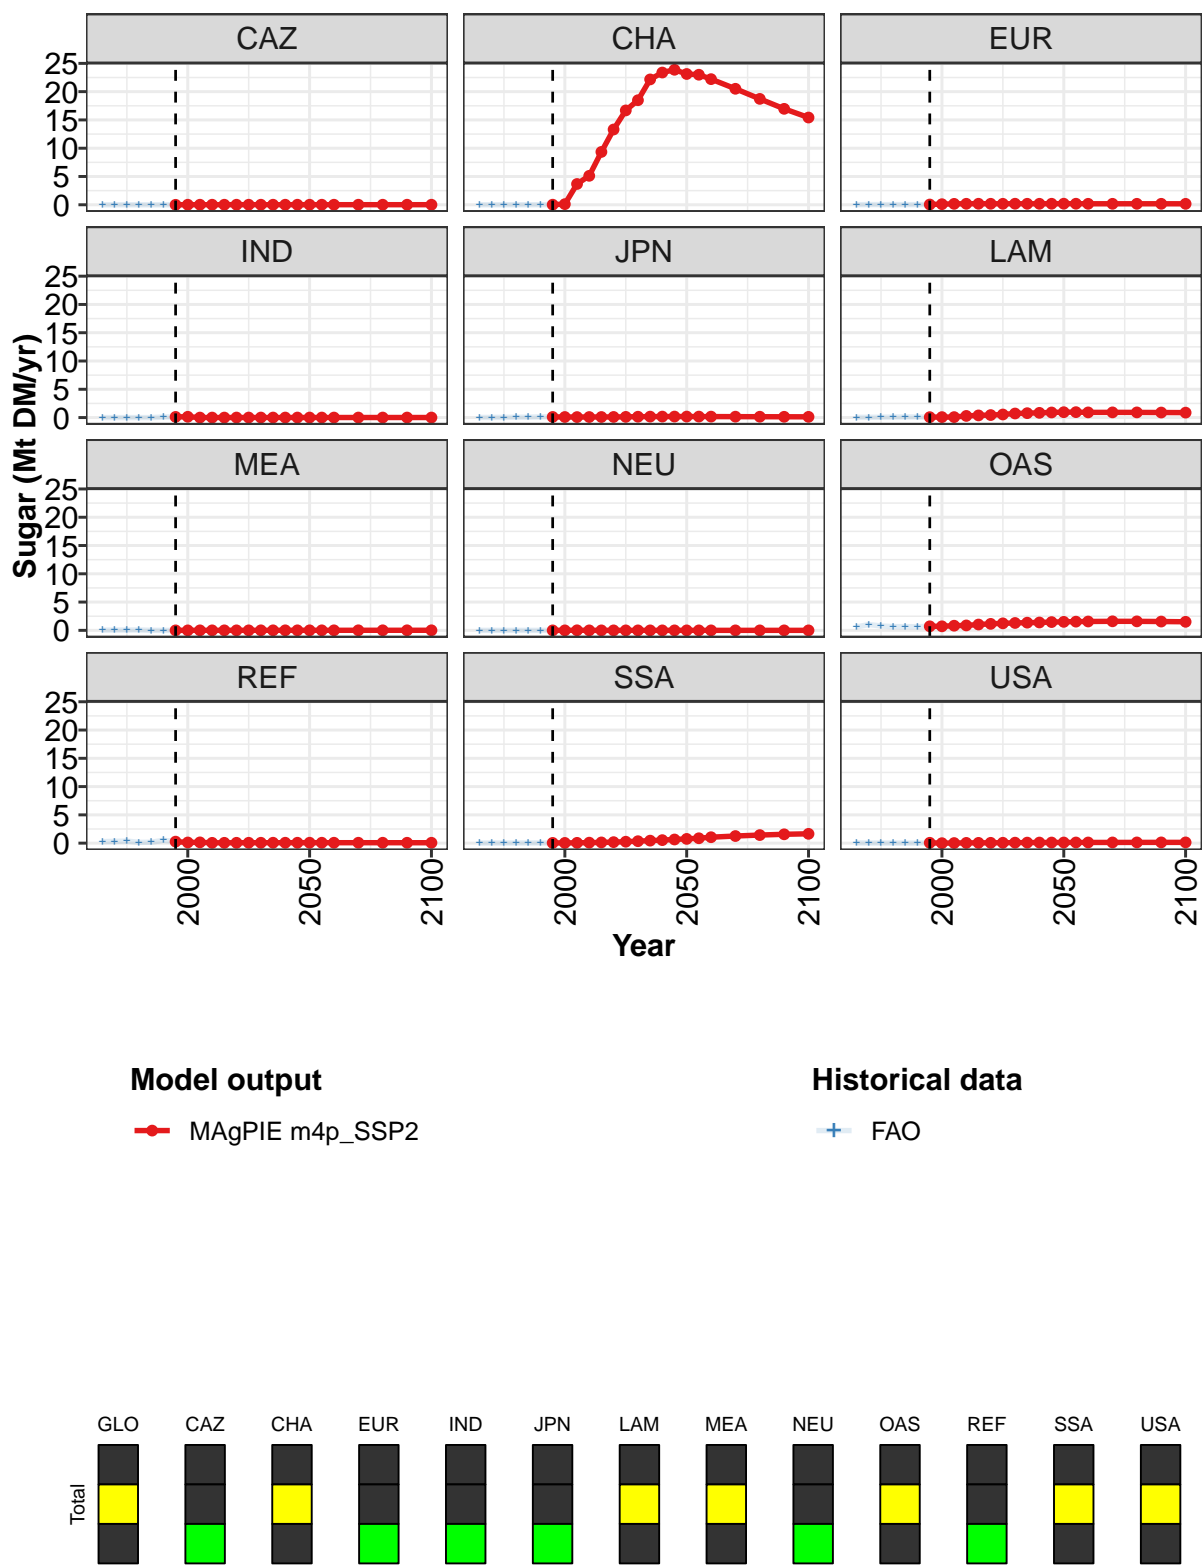 CAZ CHA EUR
25
20
15
10
5
0
IND JPN LAM
25
20
15
10
5
0
MEA NEU OAS
25
20
15
10
5
0
REF SSA USA
25
20
15
10
5
0
Sugar (Mt DM/yr)
2000 2050 2100 2000 2050 2100 2000 2050 2100
Year
Model output Historical data
MAgPIE m4p_SSP2 FAO
GLO CAZ CHA EUR IND JPN LAM MEA NEU OAS REF SSA USA
Total